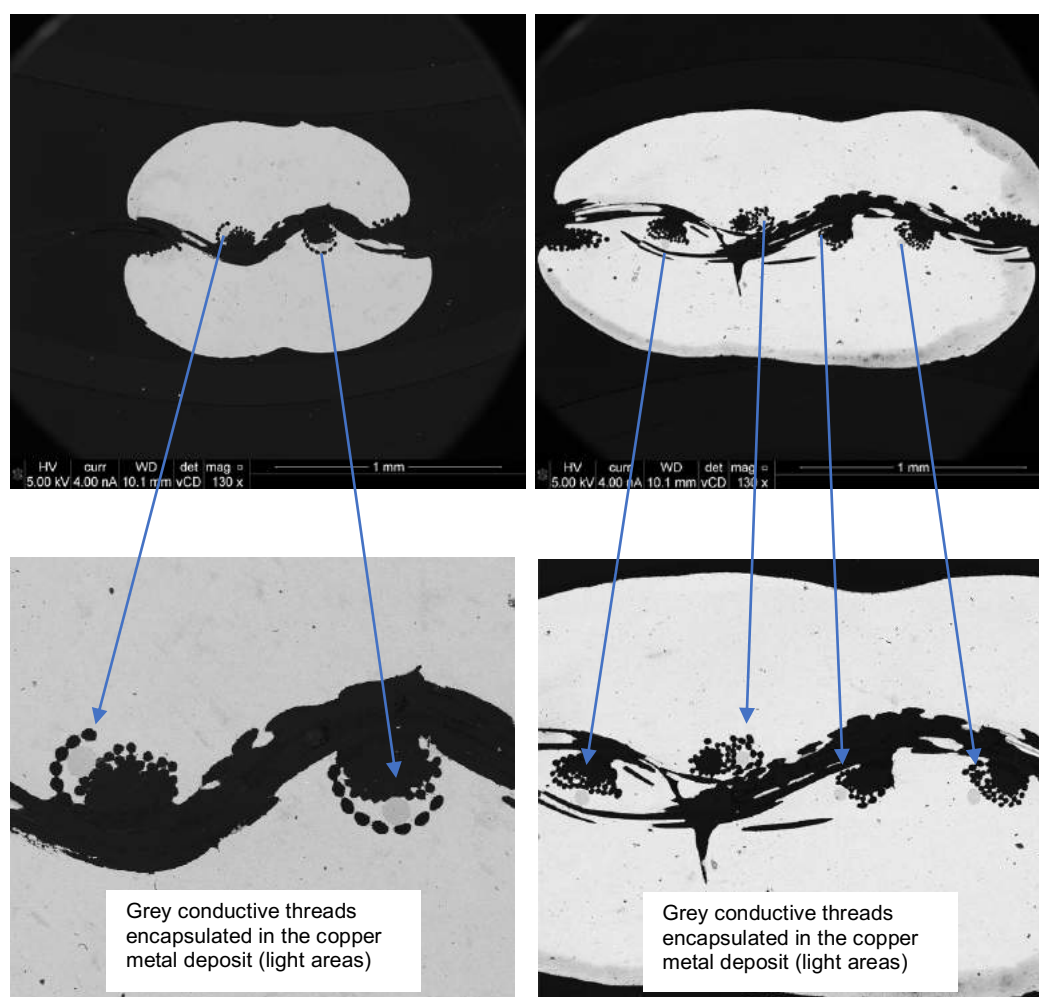 HV curr WD det mag □ 1 mm
5.00 kV 4.00 nA 10.1 mm vCD 130 x
HV curr WD det mag □ 1 mm
5.00 kV 4.00 nA 10.1 mm vCD 130 x
Grey conductive threads
encapsulated in the copper
metal deposit (light areas)
Grey conductive threads
encapsulated in the copper
metal deposit (light areas)